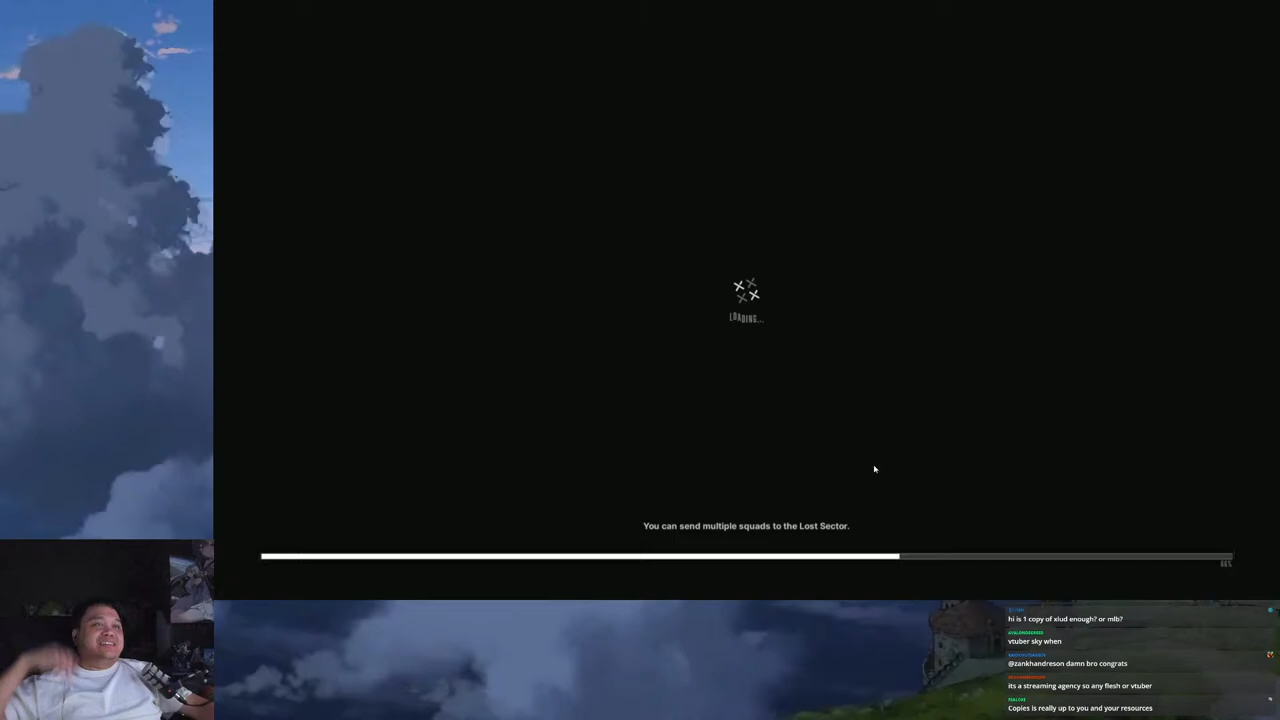 LOADING...
You can send multiple squads to the Lost Sector.
66%
hi is 1 copy of xlud enough? or mlb?
vtuber sky when
@zankhandreson damn bro congrats
its a streaming agency so any flesh or vtuber
Copies is really up to you and your resources